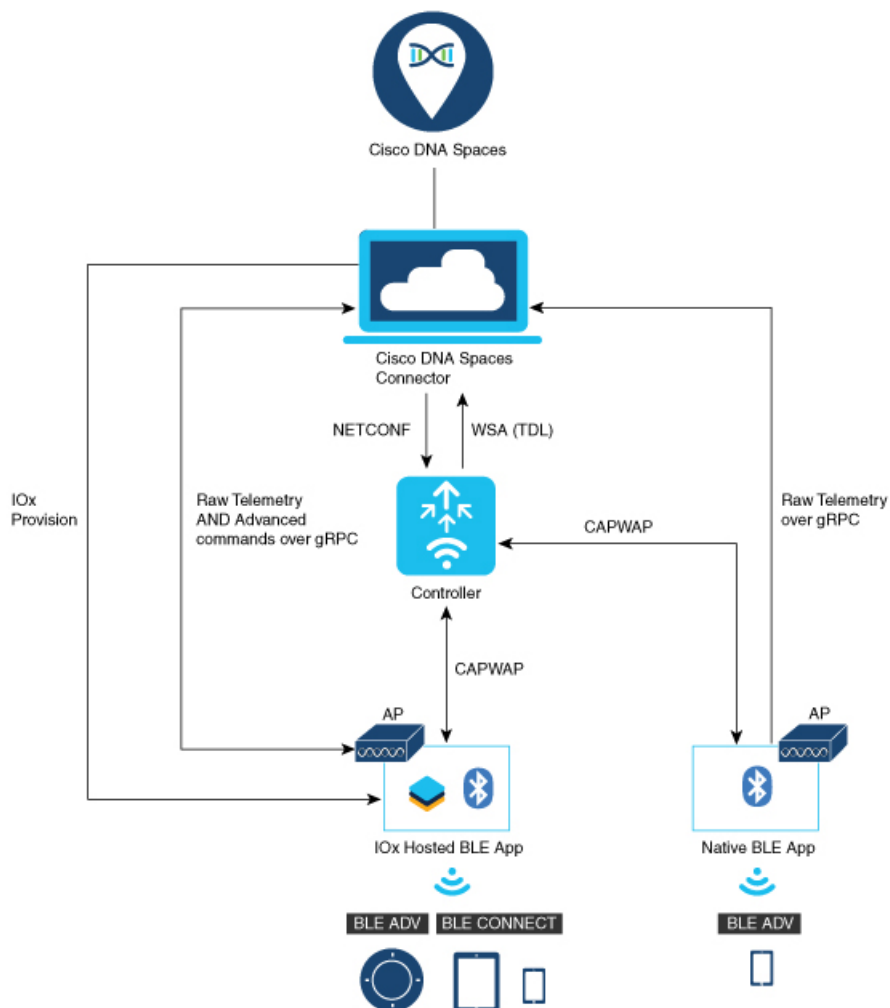 Cisco DNA Spaces
Cisco DNA Spaces
Connector
NETCONF
WSA (TDL)
IOx
Provision
Raw Telemetry
AND Advanced
commands over gRPC
Raw Telemetry
over gRPC
CAPWAP
Controller
CAPWAP
AP
AP
IOx Hosted BLE App
Native BLE App
BLE ADV
BLE CONNECT
BLE ADV